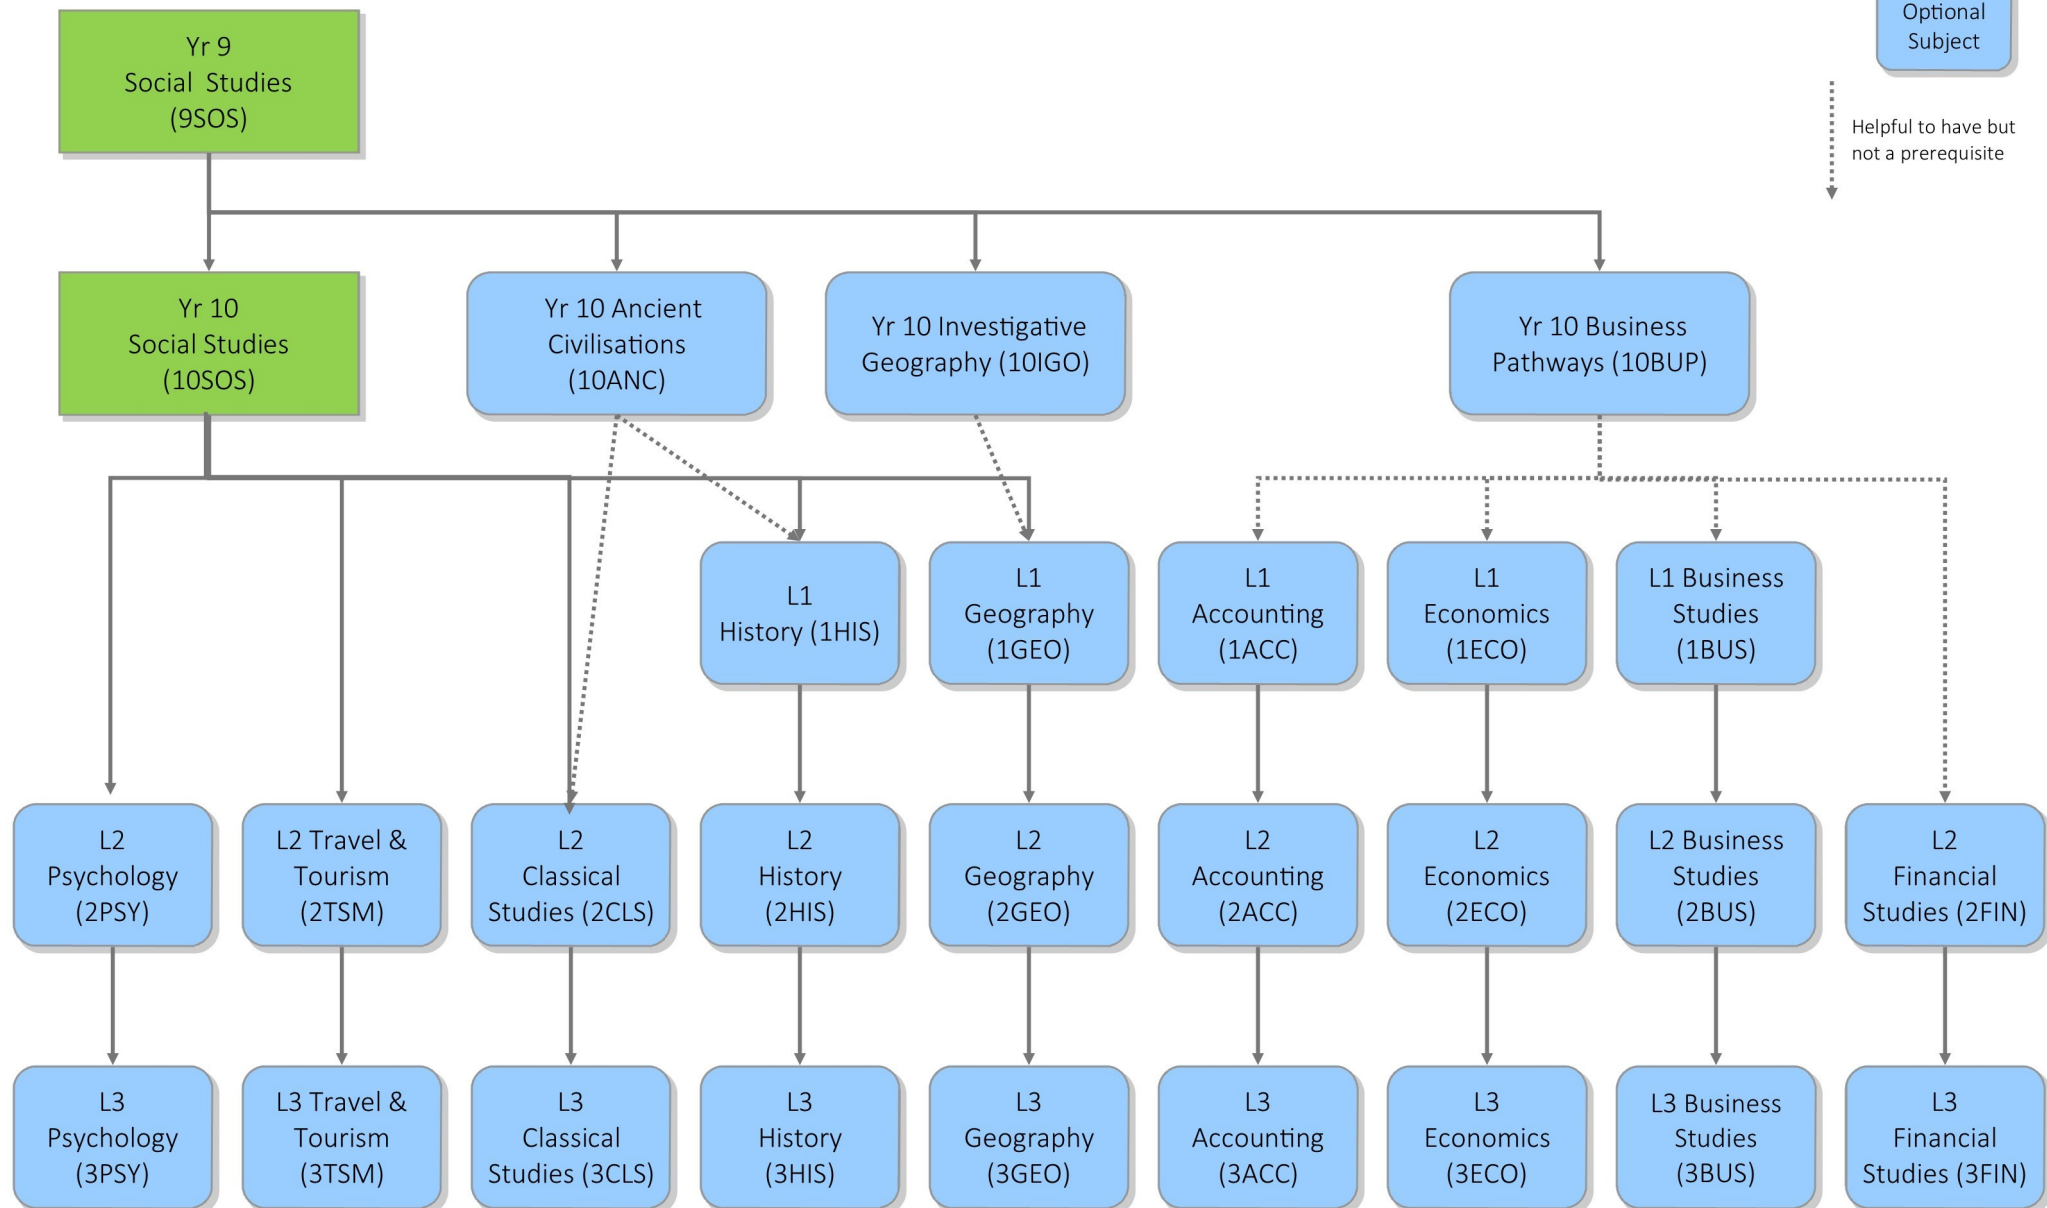 Optional
Subject
Helpful to have but
not a prerequisite
Yr 9
Social Studies
(9SOS)
Yr 10
Social Studies
(10SOS)
Yr 10 Ancient
Civilisations
(10ANC)
Yr 10 Investigative
Geography (10IGO)
Yr 10 Business
Pathways (10BUP)
L1
History (1HIS)
L1
Geography
(1GEO)
L1
Accounting
(1ACC)
L1
Economics
(1ECO)
L1 Business
Studies
(1BUS)
L2
Psychology
(2PSY)
L2 Travel &
Tourism
(2TSM)
L2
Classical
Studies (2CLS)
L2
History
(2HIS)
L2
Geography
(2GEO)
L2
Accounting
(2ACC)
L2
Economics
(2ECO)
L2 Business
Studies
(2BUS)
L2
Financial
Studies (2FIN)
L3
Psychology
(3PSY)
L3 Travel &
Tourism
(3TSM)
L3
Classical
Studies (3CLS)
L3
History
(3HIS)
L3
Geography
(3GEO)
L3
Accounting
(3ACC)
L3
Economics
(3ECO)
L3 Business
Studies
(3BUS)
L3
Financial
Studies (3FIN)